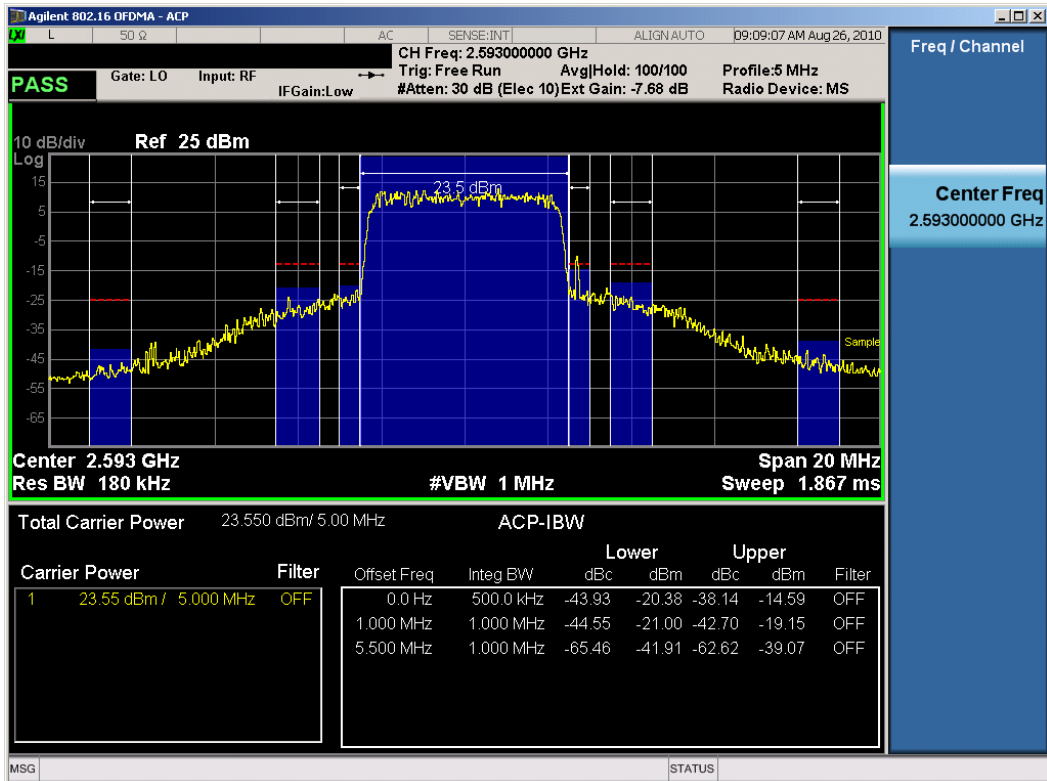 Agilent 802.16 OFDMA - ACP
LXI L 50 Ω AC SENSE:INT ALIGN AUTO 09:09:07 AM Aug 26, 2010
Freq / Channel
CH Freq: 2.593000000 GHz
PASS Gate: LO Input: RF Trig: Free Run Avg|Hold: 100/100 Profile:5 MHz
IFGain:Low #Atten: 30 dB (Elec 10) Ext Gain: -7.68 dB Radio Device: MS
10 dB/div Ref 25 dBm
Log
15
23.5 dBm
5
-5
-15
-25
-35
Sample
-45
-55
-65
Center Freq
2.593000000 GHz
Center 2.593 GHz Span 20 MHz
Res BW 180 kHz #VBW 1 MHz Sweep 1.867 ms
Total Carrier Power 23.550 dBm/ 5.00 MHz ACP-IBW
Lower Upper
Carrier Power Filter Offset Freq Integ BW dBc dBm dBc dBm Filter
1 23.55 dBm / 5.000 MHz OFF 0.0 Hz 500.0 kHz -43.93 -20.38 -38.14 -14.59 OFF
1.000 MHz 1.000 MHz -44.55 -21.00 -42.70 -19.15 OFF
5.500 MHz 1.000 MHz -65.46 -41.91 -62.62 -39.07 OFF
MSG STATUS